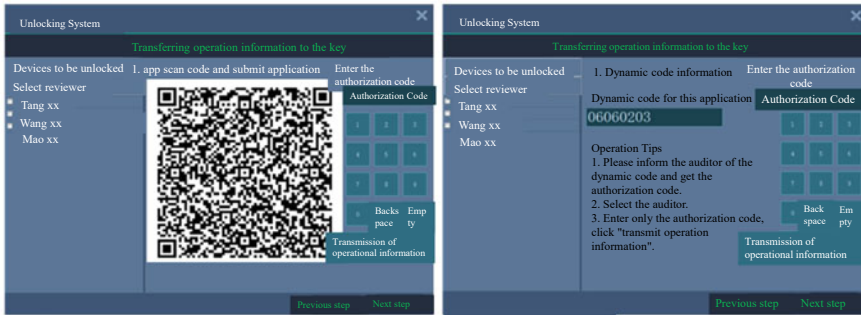 Unlocking System
Transferring operation information to the key
Devices to be unlocked
Select reviewer
Tang xx
Wang xx
Mao xx
1. app scan code and submit application
Enter the
authorization code
Authorization Code
Backs
pace
Emp
ty
Transmission of
operational information
Previous step
Next step
Unlocking System
Transferring operation information to the key
Devices to be unlocked
Select reviewer
Tang xx
Wang xx
Mao xx
1. Dynamic code information
Dynamic code for this application
06060203
Operation Tips
1. Please inform the auditor of the
dynamic code and get the
authorization code.
2. Select the auditor.
3. Enter only the authorization code,
click "transmit operation
information".
Enter the authorization
code
Authorization Code
Back
space
Em
pty
Transmission of
operational information
Previous step
Next step